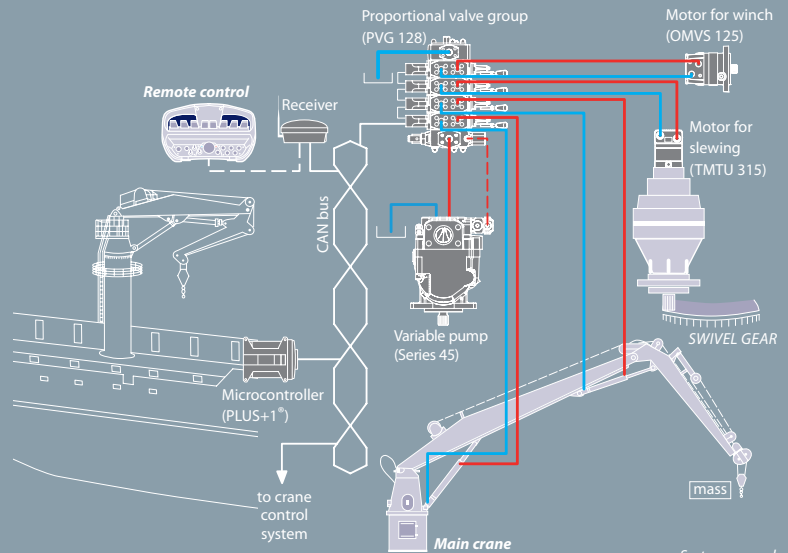 Proportional valve group
(PVG 128)
Motor for winch
(OMVS 125)
Remote control
Receiver
Motor for
slewing
(TMTU 315)
CAN bus
Variable pump
(Series 45)
SWIVEL GEAR
Microcontroller
(PLUS+1®)
mass
to crane
control
system
Main crane